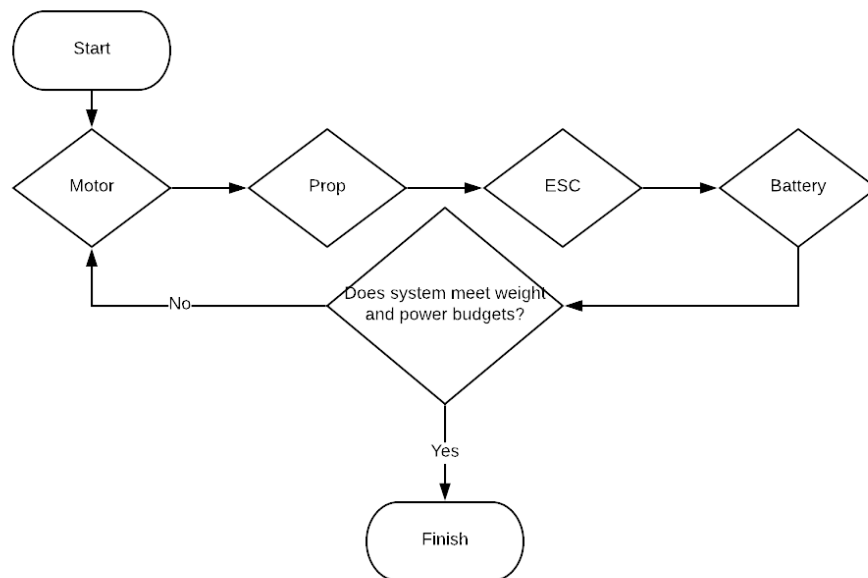 Start
Motor
Prop
ESC
Battery
Does system meet weight
and power budgets?
No
Yes
Finish